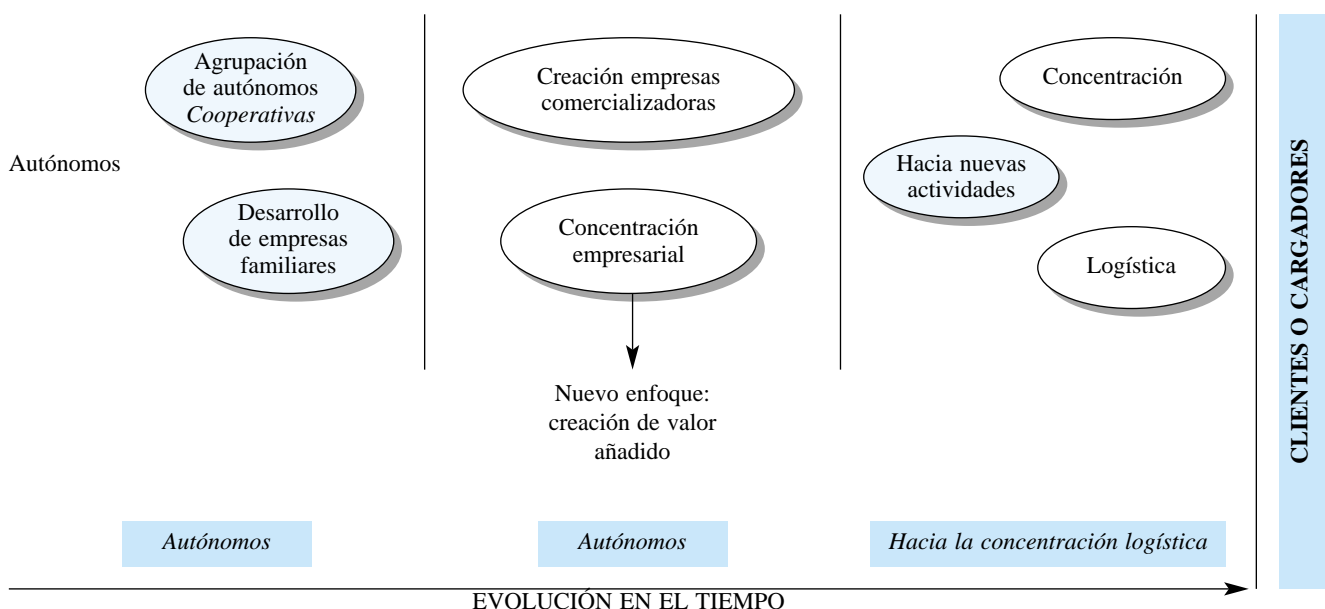 Autónomos
Agrupación
de autónomos
Cooperativas
Desarrollo
de empresas
familiares
Creación empresas
comercializadoras
Concentración
empresarial
Nuevo enfoque:
creación de valor
añadido
Concentración
Hacia nuevas
actividades
Logística
CLIENTES O CARGADORES
Autónomos
Autónomos
Hacia la concentración logística
EVOLUCIÓN EN EL TIEMPO